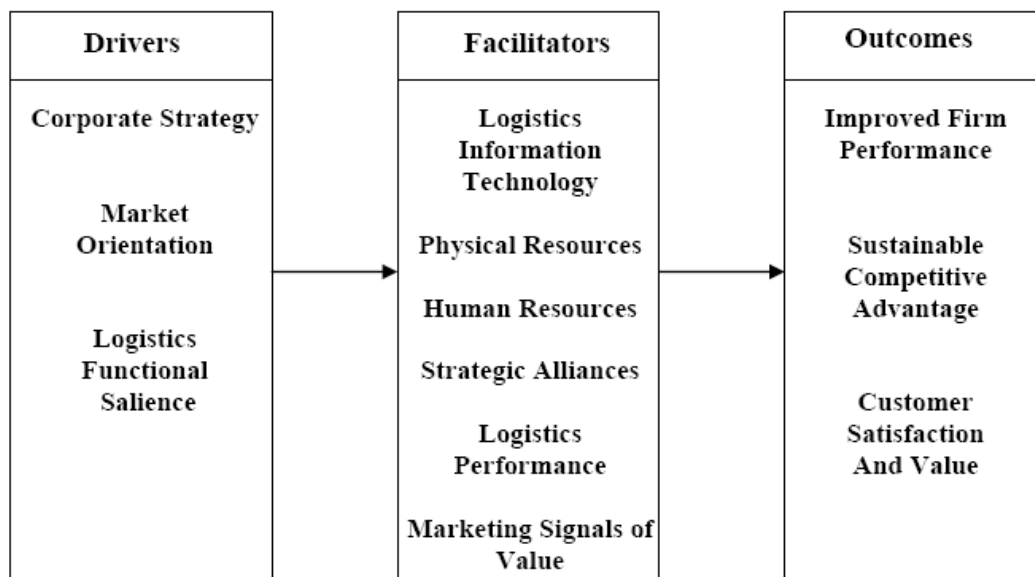 Drivers
Corporate Strategy
Market
Orientation
Logistics
Functional
Salience
Facilitators
Logistics
Information
Technology
Physical Resources
Human Resources
Strategic Alliances
Logistics
Performance
Marketing Signals of
Value
Outcomes
Improved Firm
Performance
Sustainable
Competitive
Advantage
Customer
Satisfaction
And Value